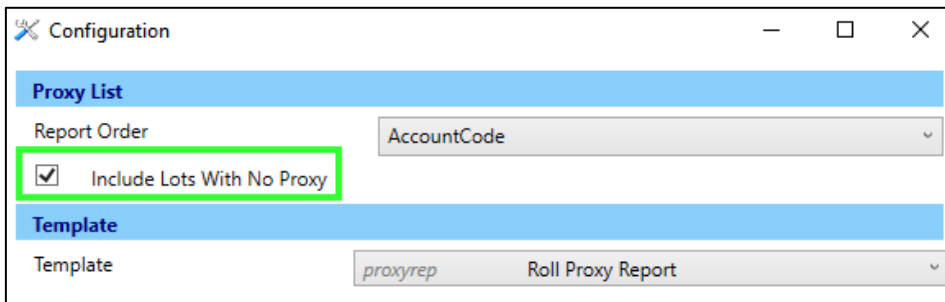 Configuration
Proxy List
Report Order AccountCode
Include Lots With No Proxy
Template
Template proxyrep Roll Proxy Report